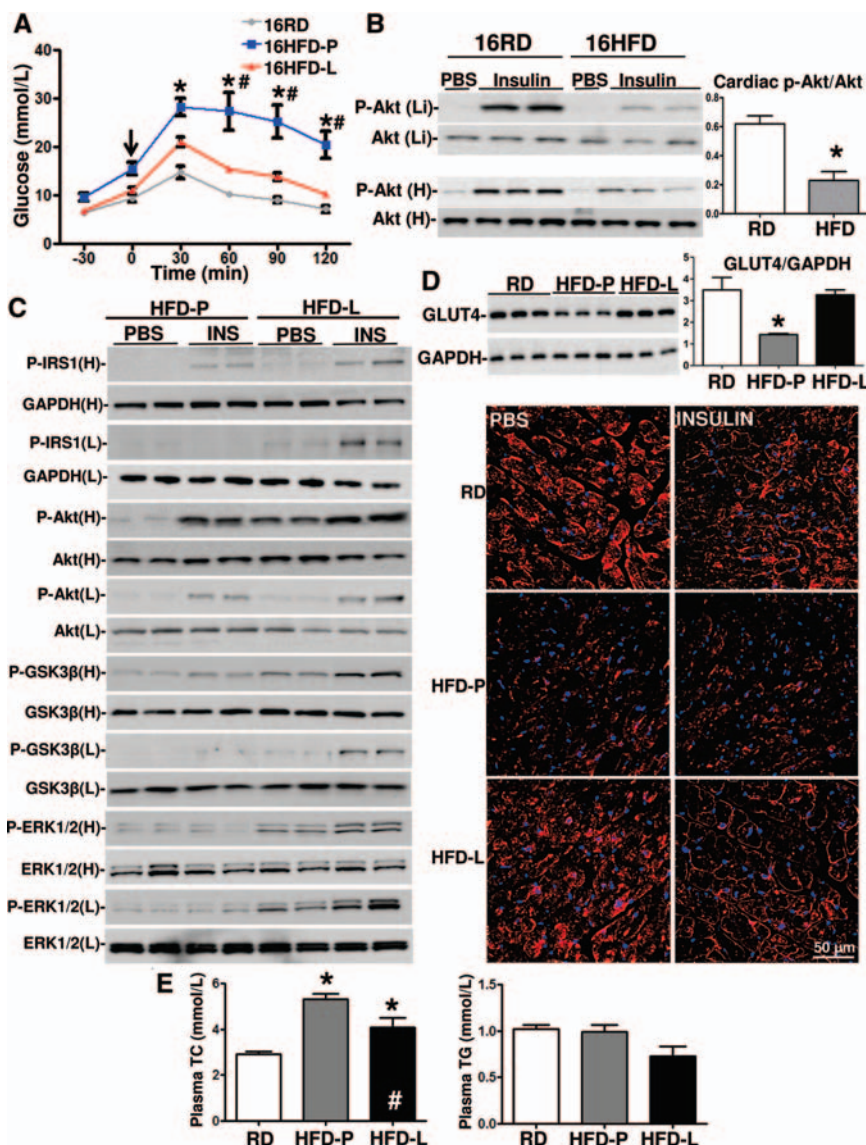 A
16RD
16HFD-P
16HFD-L
Glucose (mmol/L)
40
30
20
10
0
* *# *# *#
-30 0 30 60 90 120
Time (min)
B
16RD 16HFD
PBS Insulin PBS Insulin
P-Akt (Li)
Akt (Li)
P-Akt (H)
Akt (H)
Cardiac p-Akt/Akt
0.6
0.4
0.2
0.0
*
RD HFD
C
HFD-P HFD-L
PBS INS PBS INS
P-IRS1(H)
GAPDH(H)
P-IRS1(L)
GAPDH(L)
P-Akt(H)
Akt(H)
P-Akt(L)
Akt(L)
P-GSK3β(H)
GSK3β(H)
P-GSK3β(L)
GSK3β(L)
P-ERK1/2(H)
ERK1/2(H)
P-ERK1/2(L)
ERK1/2(L)
D
RD HFD-P HFD-L
GLUT4
GAPDH
GLUT4/GAPDH
5
4
3
2
1
0
*
RD HFD-P HFD-L
PBS INSULIN
RD
HFD-P
HFD-L
50 µm
E
Plasma TC (mmol/L)
6
4
2
0
* *
#
RD HFD-P HFD-L
Plasma TG (mmol/L)
1.5
1.0
0.5
0.0
RD HFD-P HFD-L